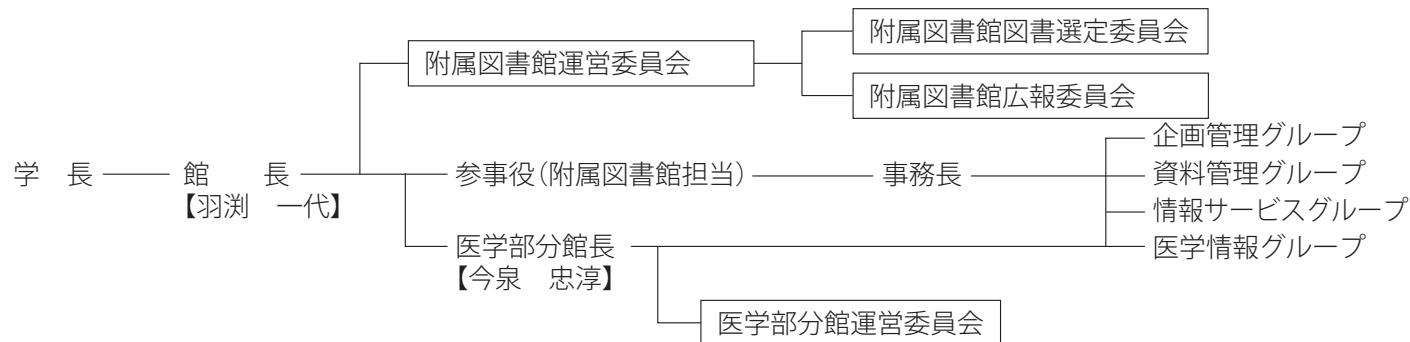 附属図書館図書選定委員会
附属図書館運営委員会
附属図書館広報委員会
企画管理グループ
学　長
館　　長
参事役（附属図書館担当）
事務長
資料管理グループ
【羽渕　一代】
情報サービスグループ
医学部分館長
医学情報グループ
【今泉　忠淳】
医学部分館運営委員会